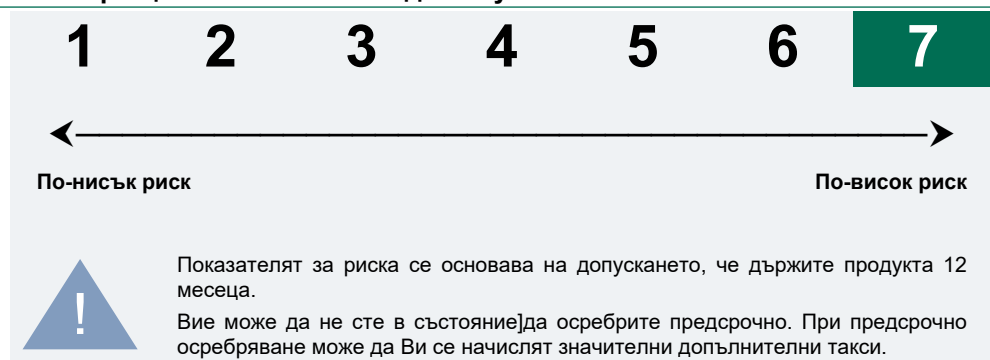 1 2 3 4 5 6 7
По-нисък риск По-висок риск
Показателят за риска се основава на допускането, че държите продукта 12
месеца.
!
Вие може да не сте в състояние]да осребрите предсрочно. При предсрочно
осребряване може да Ви се начислят значителни допълнителни такси.